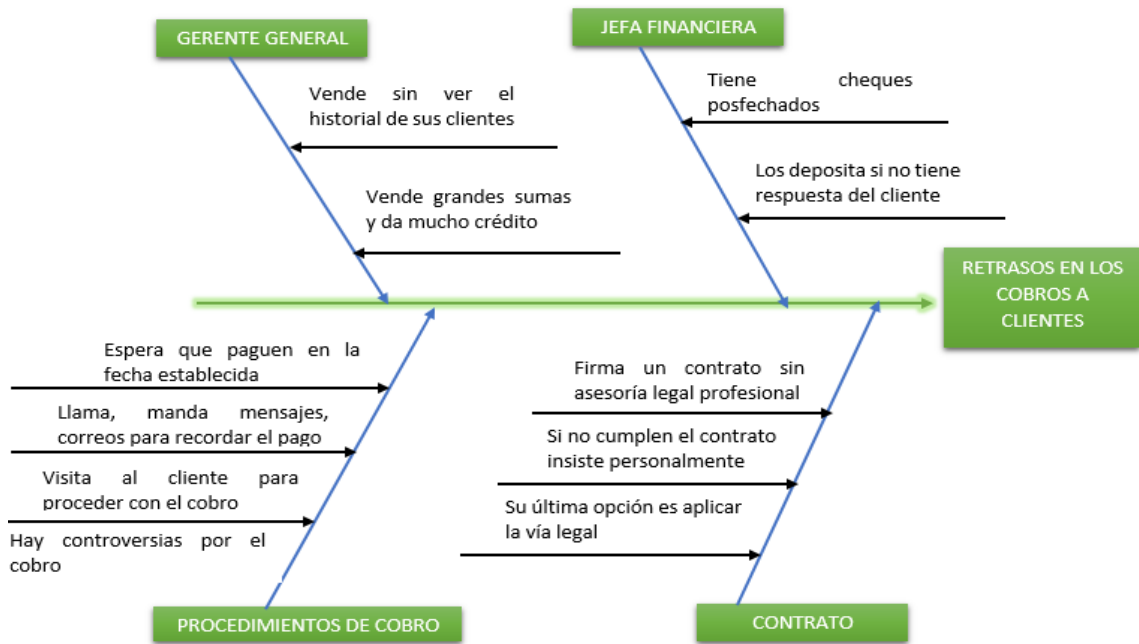 GERENTE GENERAL
JEFA FINANCIERA
Vende sin ver el
historial de sus clientes
Vende grandes sumas
y da mucho crédito
Tiene cheques
posfechados
Los deposita si no tiene
respuesta del cliente
RETRASOS EN LOS
COBROS A
CLIENTES
Espera que paguen en la
fecha establecida
Llama, manda mensajes,
correos para recordar el pago
Visita al cliente para
proceder con el cobro
Hay controversias por el
cobro
Firma un contrato sin
asesoría legal profesional
Si no cumplen el contrato
insiste personalmente
Su última opción es aplicar
la vía legal
PROCEDIMIENTOS DE COBRO
CONTRATO